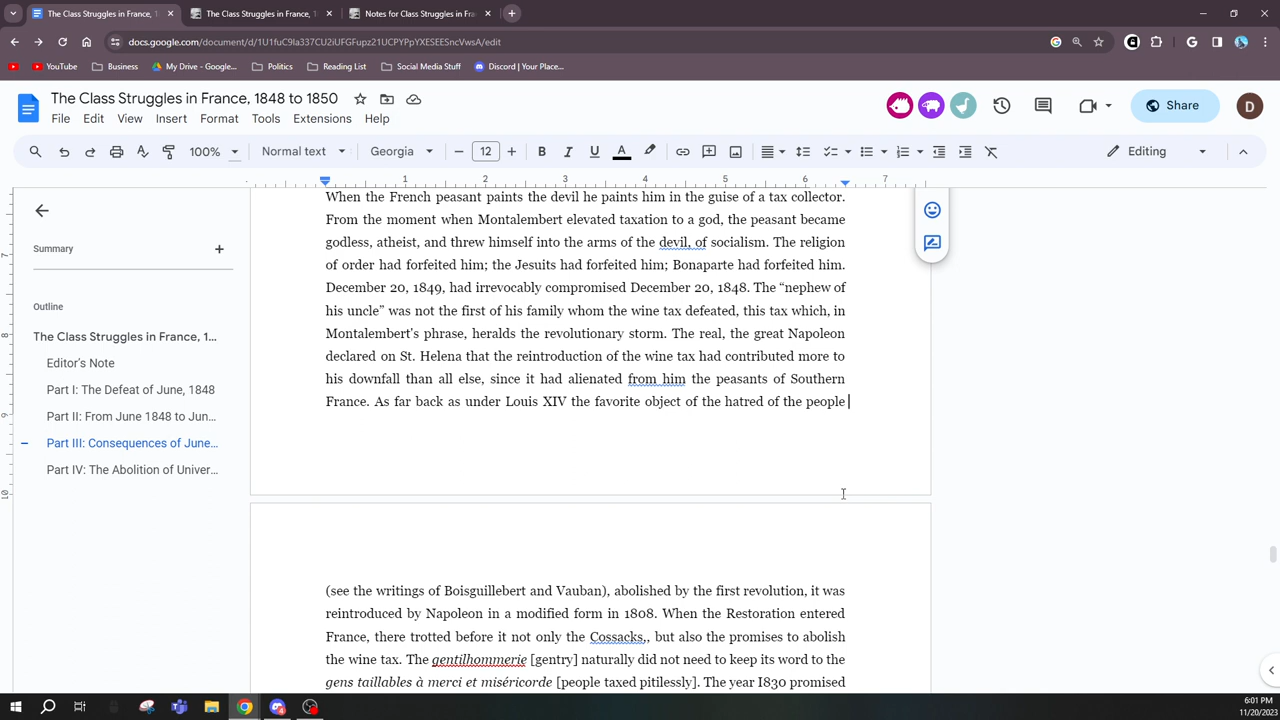 The Class Struggles in France, 1
The Class Struggles in France, 1
Notes for Class Struggles in Fra
docs.google.com/document/d/1U1fuC9la337CU2iUFGFupz21UCPYPpYXESEESncVwsA/edit
YouTube
Business
My Drive - Google...
Politics
Reading List
Social Media Stuff
Discord | Your Place...
The Class Struggles in France, 1848 to 1850
File Edit View Insert Format Tools Extensions Help
Share
D
100%
Normal text
Georgia
12
Editing
1 2 3 4 5 6 7
Summary
Outline
The Class Struggles in France, 1...
Editor's Note
Part I: The Defeat of June, 1848
Part II: From June 1848 to Jun...
Part III: Consequences of June...
Part IV: The Abolition of Univer...
7
8
9
10
When the French peasant paints the devil he paints him in the guise of a tax collector.
From the moment when Montalembert elevated taxation to a god, the peasant became
godless, atheist, and threw himself into the arms of the devil, of socialism. The religion
of order had forfeited him; the Jesuits had forfeited him; Bonaparte had forfeited him.
December 20, 1849, had irrevocably compromised December 20, 1848. The “nephew of
his uncle” was not the first of his family whom the wine tax defeated, this tax which, in
Montalembert's phrase, heralds the revolutionary storm. The real, the great Napoleon
declared on St. Helena that the reintroduction of the wine tax had contributed more to
his downfall than all else, since it had alienated from him the peasants of Southern
France. As far back as under Louis XIV the favorite object of the hatred of the people
(see the writings of Boisguillebert and Vauban), abolished by the first revolution, it was
reintroduced by Napoleon in a modified form in 1808. When the Restoration entered
France, there trotted before it not only the Cossacks,, but also the promises to abolish
the wine tax. The gentilhommerie [gentry] naturally did not need to keep its word to the
gens taillables à merci et miséricorde [people taxed pitilessly]. The year I830 promised
6:01 PM
11/20/2023